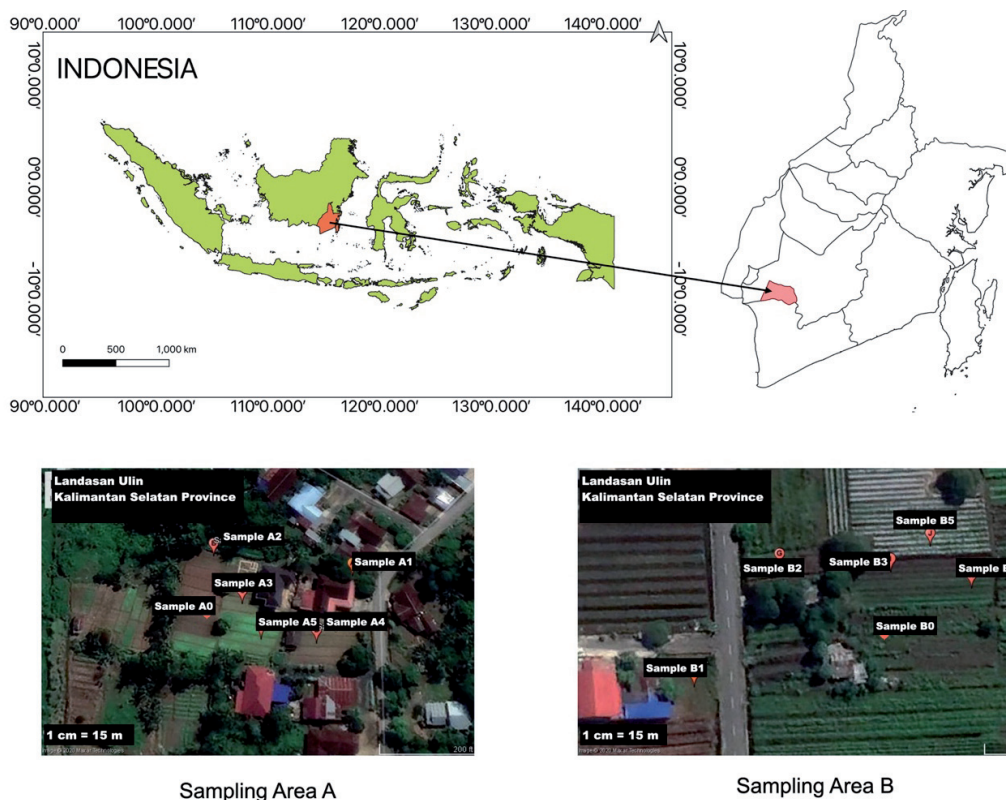 90°0.000' 100°0.000' 110°0.000' 120°0.000' 130°0.000' 140°0.000'
10°0.000' 0°0.000' -10°0.000'
INDONESIA
10°0.000' 0°0.000' -10°0.000'
0 500 1,000 km
90°0.000' 100°0.000' 110°0.000' 120°0.000' 130°0.000' 140°0.000'
Landasan Ulin
Kalimantan Selatan Province
Sample A2
Sample A1
Sample A3
Sample A0
Sample A5
Sample A4
1 cm = 15 m
200 ft
Sampling Area A
Landasan Ulin
Kalimantan Selatan Province
Sample B5
Sample B2
G
Sample B3
Sample B
Sample B0
Sample B1
1 cm = 15 m
Sampling Area B